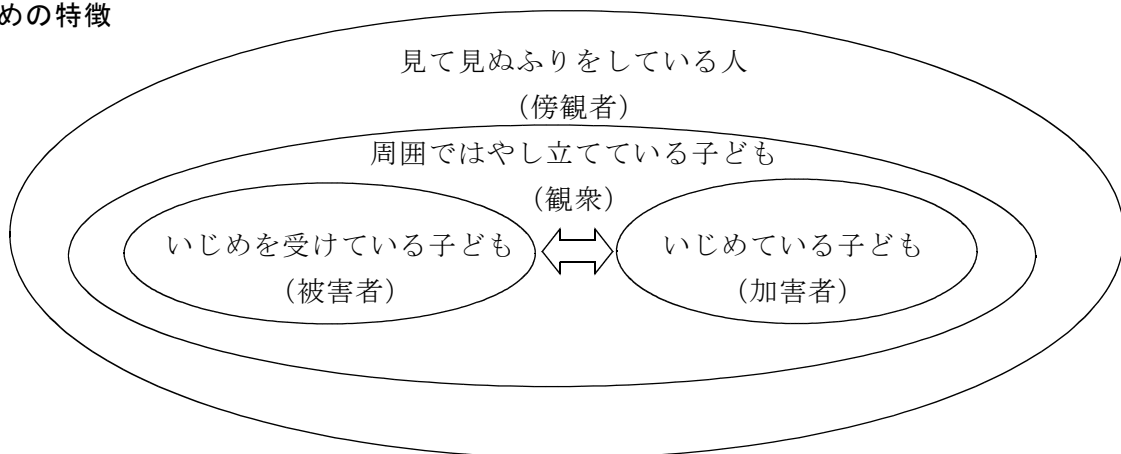 めの特徴
見て見ぬふりをしている人
（傍観者）
周囲ではやし立てている子ども
（観衆）
いじめを受けている子ども
（被害者）
いじめている子ども
（加害者）